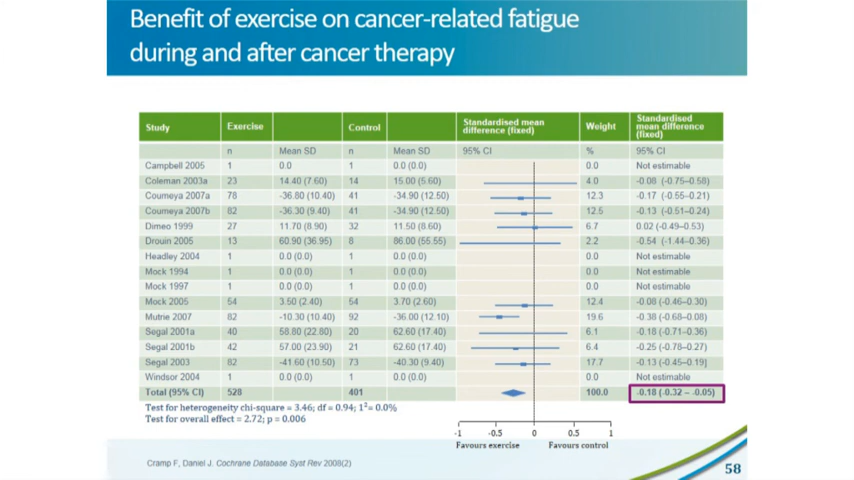 Benefit of exercise on cancer-related fatigue
during and after cancer therapy
Study Exercise Control Standardised mean difference (fixed) Weight Standardised mean difference (fixed)
n Mean SD n Mean SD 95% CI % 95% CI
Campbell 2005 1 0.0 1 0.0 (0.0) 0.0 Not estimable
Coleman 2003a 23 14.40 (7.60) 14 15.00 (5.60) 4.0 -0.08 (-0.75–0.58)
Courneya 2007a 78 -36.80 (10.40) 41 -34.90 (12.50) 12.3 -0.17 (-0.55–0.21)
Courneya 2007b 82 -36.30 (9.40) 41 -34.90 (12.50) 12.5 -0.13 (-0.51–0.24)
Dimeo 1999 27 11.70 (8.90) 32 11.50 (8.60) 6.7 0.02 (-0.49–0.53)
Drouin 2005 13 60.90 (36.95) 8 86.00 (55.55) 2.2 -0.54 (-1.44–0.36)
Headley 2004 1 0.0 (0.0) 1 0.0 (0.0) 0.0 Not estimable
Mock 1994 1 0.0 (0.0) 1 0.0 (0.0) 0.0 Not estimable
Mock 1997 1 0.0 (0.0) 1 0.0 (0.0) 0.0 Not estimable
Mock 2005 54 3.50 (2.40) 54 3.70 (2.60) 12.4 -0.08 (-0.46–0.30)
Mutrie 2007 82 -10.30 (10.40) 92 -36.00 (12.10) 19.6 -0.38 (-0.68–0.08)
Segal 2001a 40 58.80 (22.80) 20 62.60 (17.40) 6.1 -0.18 (-0.71–0.36)
Segal 2001b 42 57.00 (23.90) 21 62.60 (17.40) 6.4 -0.25 (-0.78–0.27)
Segal 2003 82 -41.60 (10.50) 73 -40.30 (9.40) 17.7 -0.13 (-0.45–0.19]
Windsor 2004 1 0.0 (0.0) 1 0.0 (0.0) 0.0 Not estimable
Total (95% CI) 528 401 100.0 -0.18 (-0.32 – -0.05)
Test for heterogeneity chi-square = 3.46; df = 0.94; 1²= 0.0%
Test for overall effect = 2.72; p = 0.006
-1 -0.5 0 0.5 1
Favours exercise Favours control
Cramp F, Daniel J. Cochrane Database Syst Rev 2008(2)
58